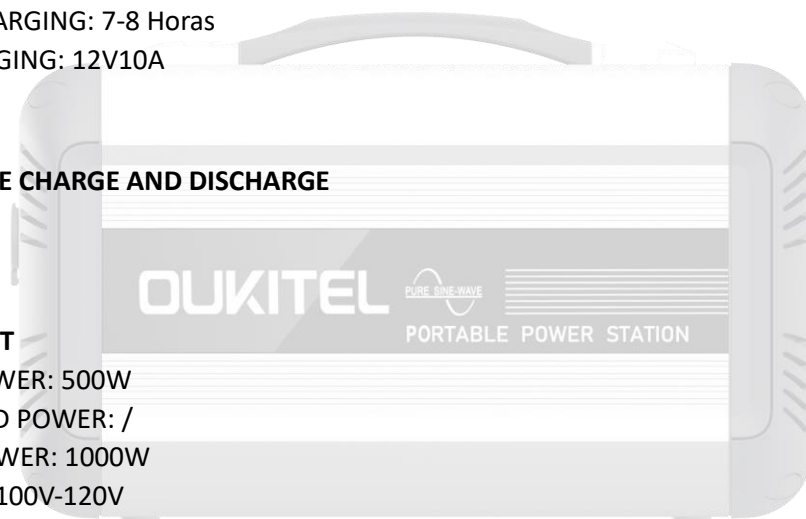 ARGING: 7-8 Horas
GING: 12V10A
E CHARGE AND DISCHARGE
OUKITEL
PURE SINE-WAVE
PORTABLE POWER STATION
T
WER: 500W
D POWER: /
WER: 1000W
100V-120V